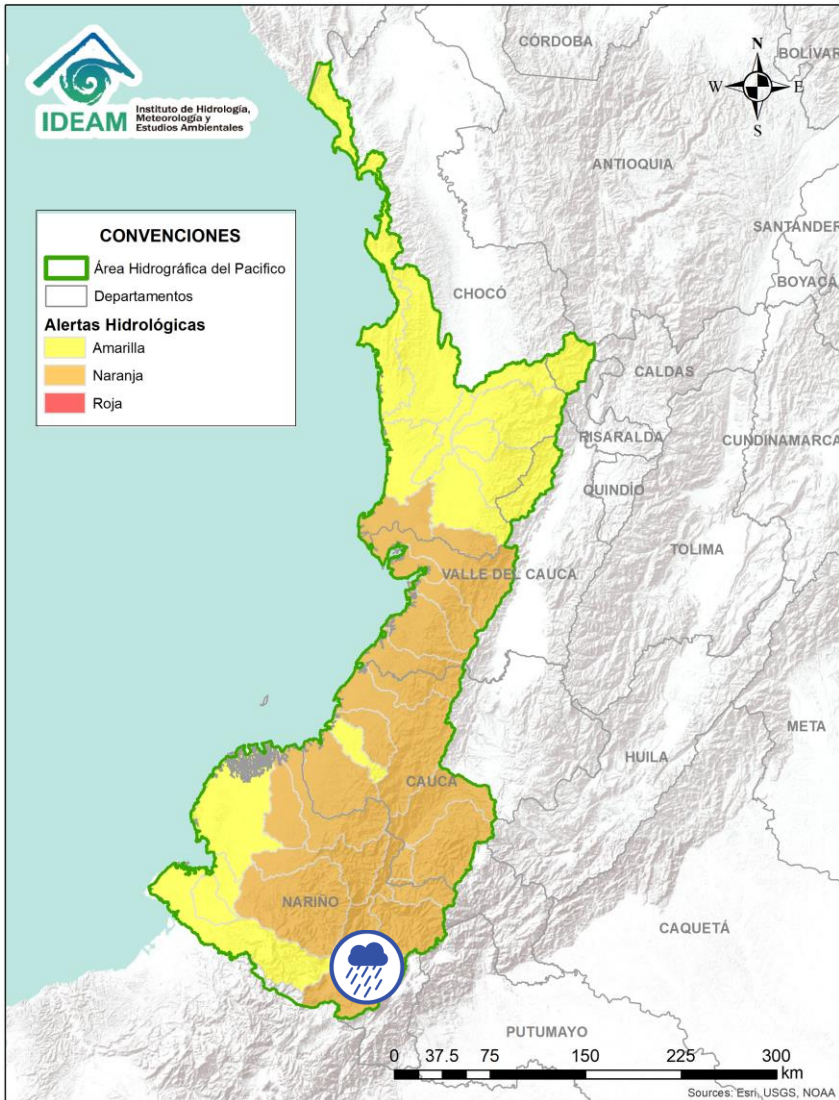 IDEAM
Instituto de Hidrología,
Meteorología y
Estudios Ambientales
CÓRDOBA
BOLÍVAR
N
W
E
S
ANTIOQUIA
SANTANDER
BOYACÁ
CONVENCIONES
Área Hidrográfica del Pacifico
Departamentos
Alertas Hidrológicas
Amarilla
Naranja
Roja
CHOCÓ
CALDAS
RISARALDA
CUNDINAMARCA
QUINDÍO
TOLIMA
VALLE DEL CAUCA
META
HUILA
CAUCA
NARIÑO
CAQUETÁ
PUTUMAYO
0 37.5 75 150 225 300
km
Sources: Esri, USGS, NOAA